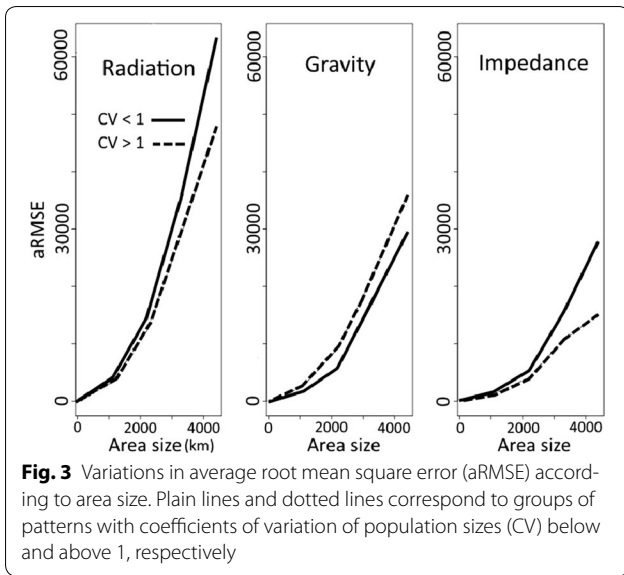 60000
30000
0
aRMSE
Radiation
CV < 1
CV > 1
0 2000 4000
Area size (km)
60000
30000
0
Gravity
0 2000 4000
Area size
60000
30000
0
Impedance
0 2000 4000
Area size
Fig. 3 Variations in average root mean square error (aRMSE) accord-
ing to area size. Plain lines and dotted lines correspond to groups of
patterns with coefficients of variation of population sizes (CV) below
and above 1, respectively